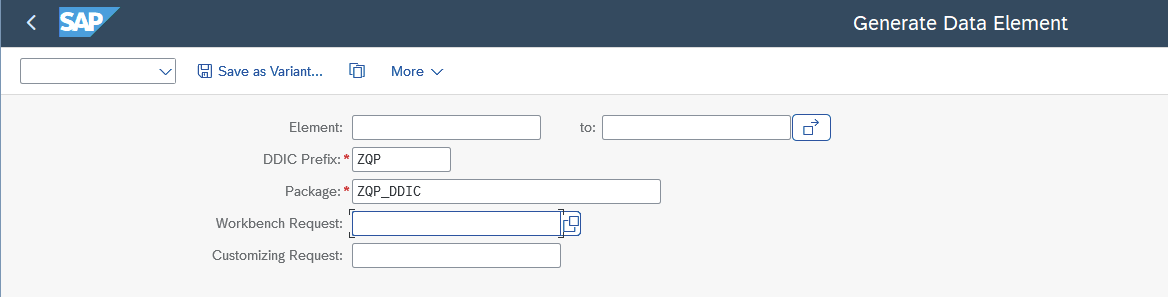 SAP Generate Data Element
Save as Variant... More
Element: to:
DDIC Prefix:* ZQP
Package:* ZQP_DDIC
Workbench Request:
Customizing Request: